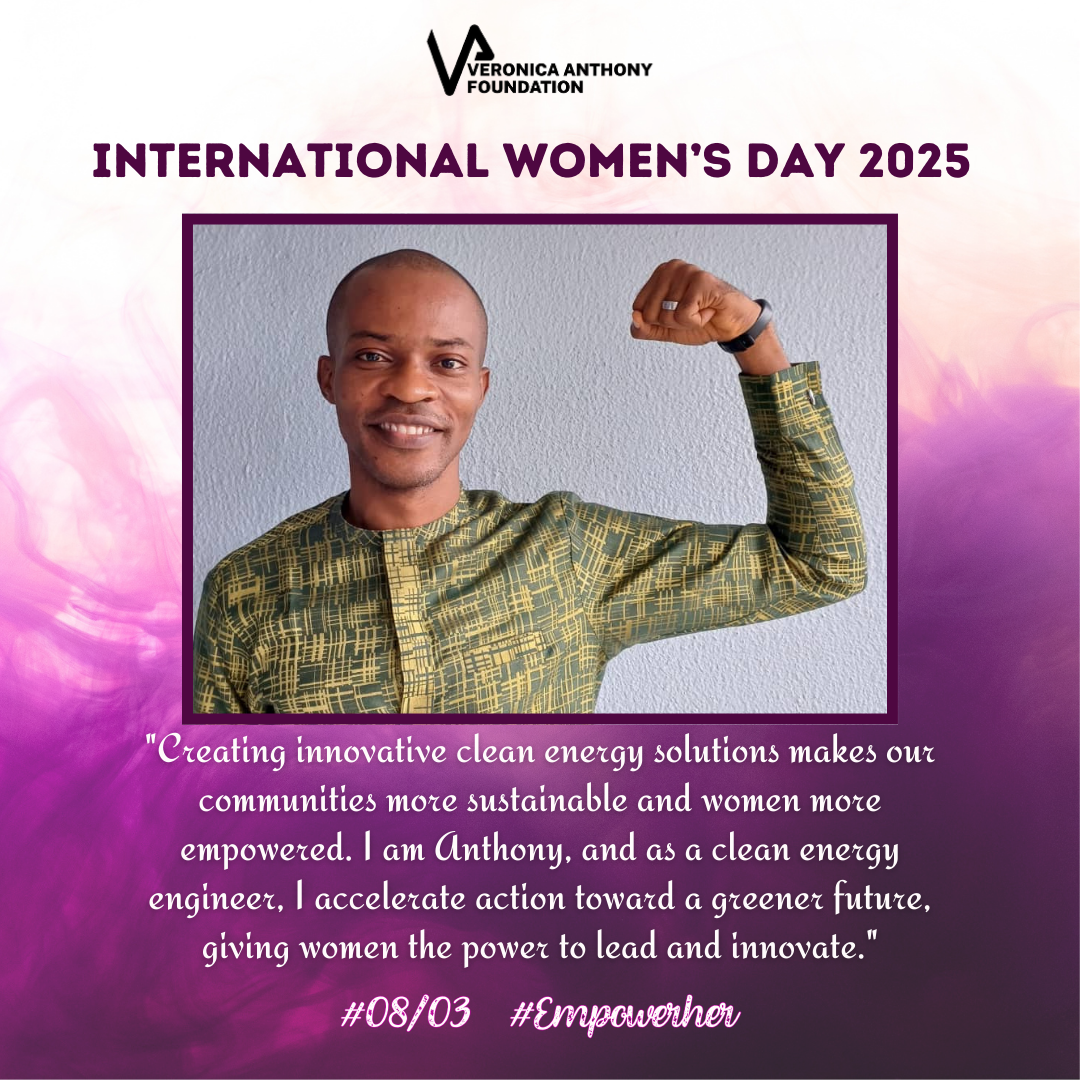 VERONICA ANTHONY
FOUNDATION
INTERNATIONAL WOMEN'S DAY 2025
"Creating innovative clean energy solutions makes our
communities more sustainable and women more
empowered. I am Anthony, and as a clean energy
engineer, I accelerate action toward a greener future,
giving women the power to lead and innovate."
#08/03 #Empowerher